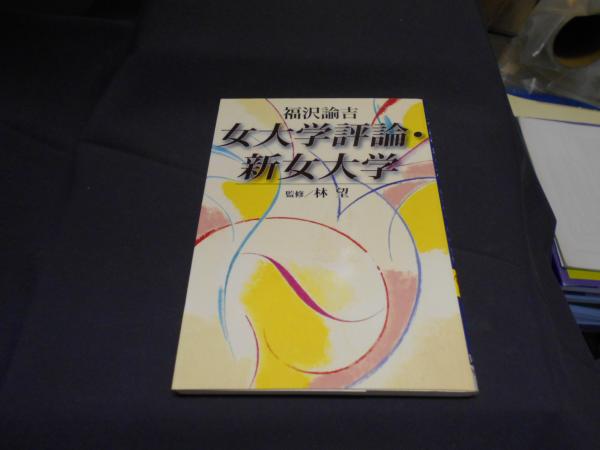 福沢諭吉
女大学評論・
新女大学
監修／林 望